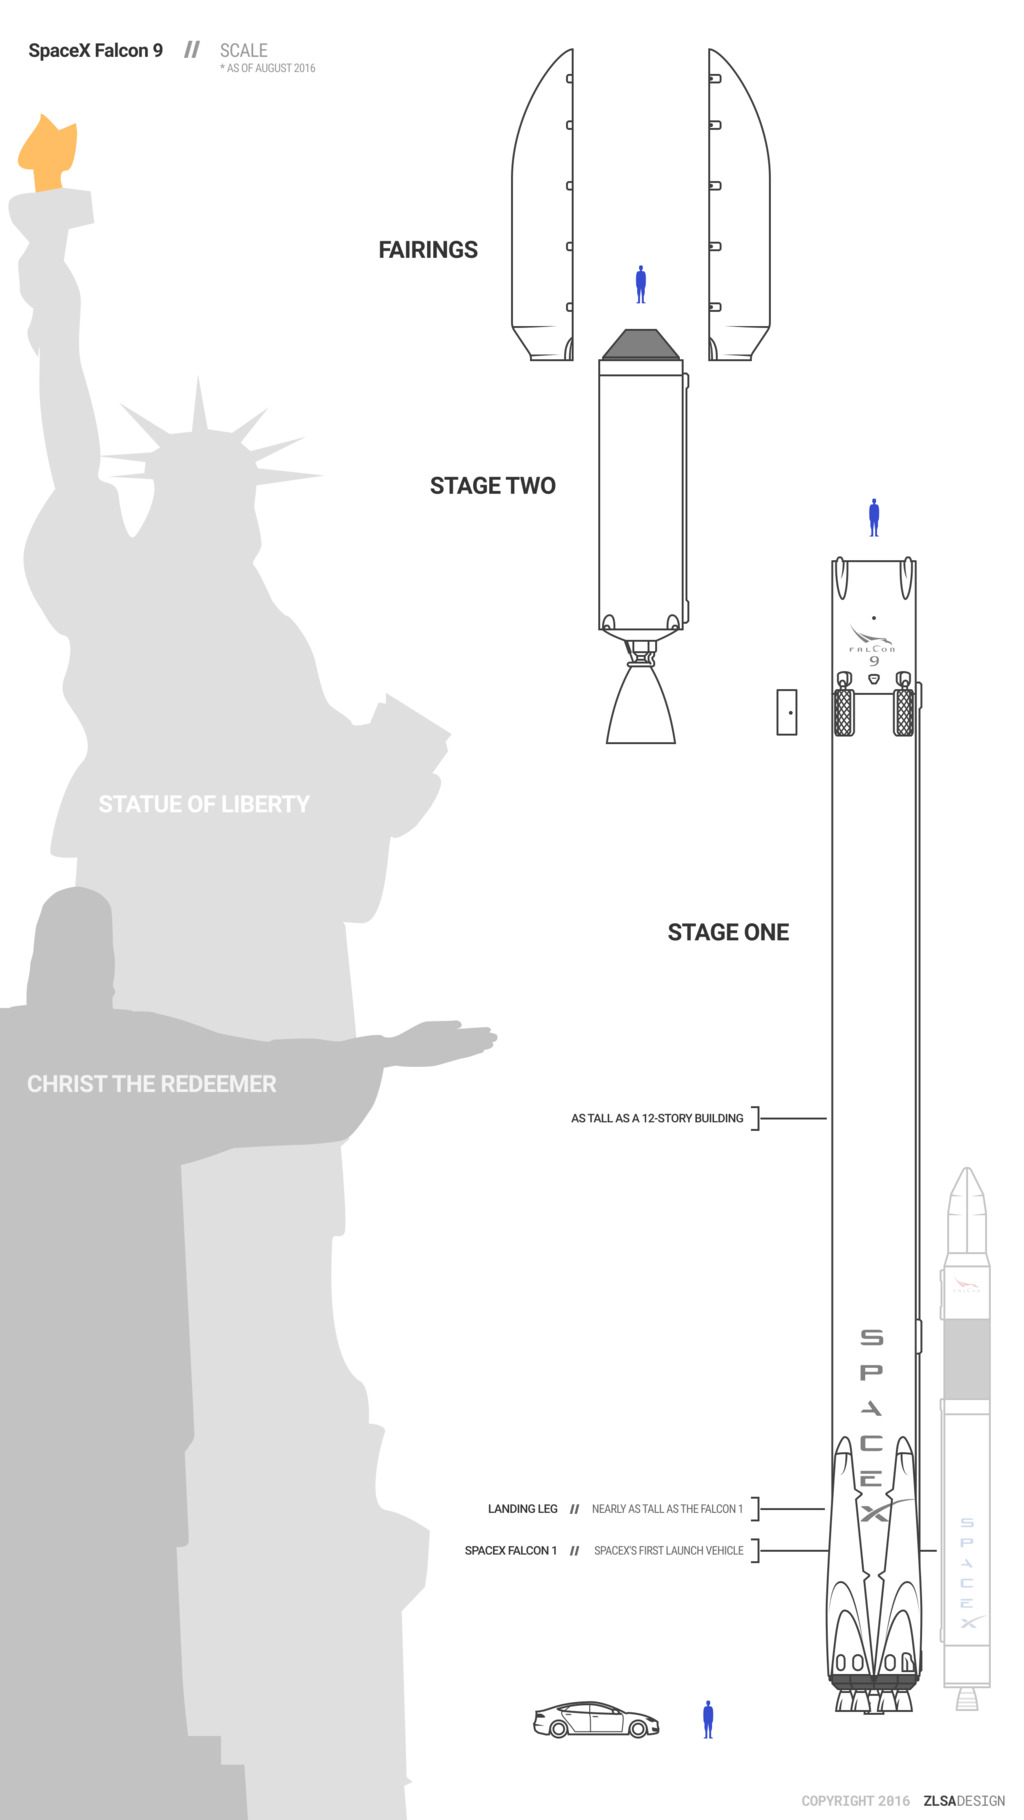 SpaceX Falcon 9 // SCALE
* AS OF AUGUST 2016
FAIRINGS
STAGE TWO
FALCON
9
STATUE OF LIBERTY
STAGE ONE
CHRIST THE REDEEMER
AS TALL AS A 12-STORY BUILDING
FALCON
SPACEX
LANDING LEG // NEARLY AS TALL AS THE FALCON 1
SPACEX FALCON 1 // SPACEX'S FIRST LAUNCH VEHICLE
SPACEX
COPYRIGHT 2016 ZLSADESIGN